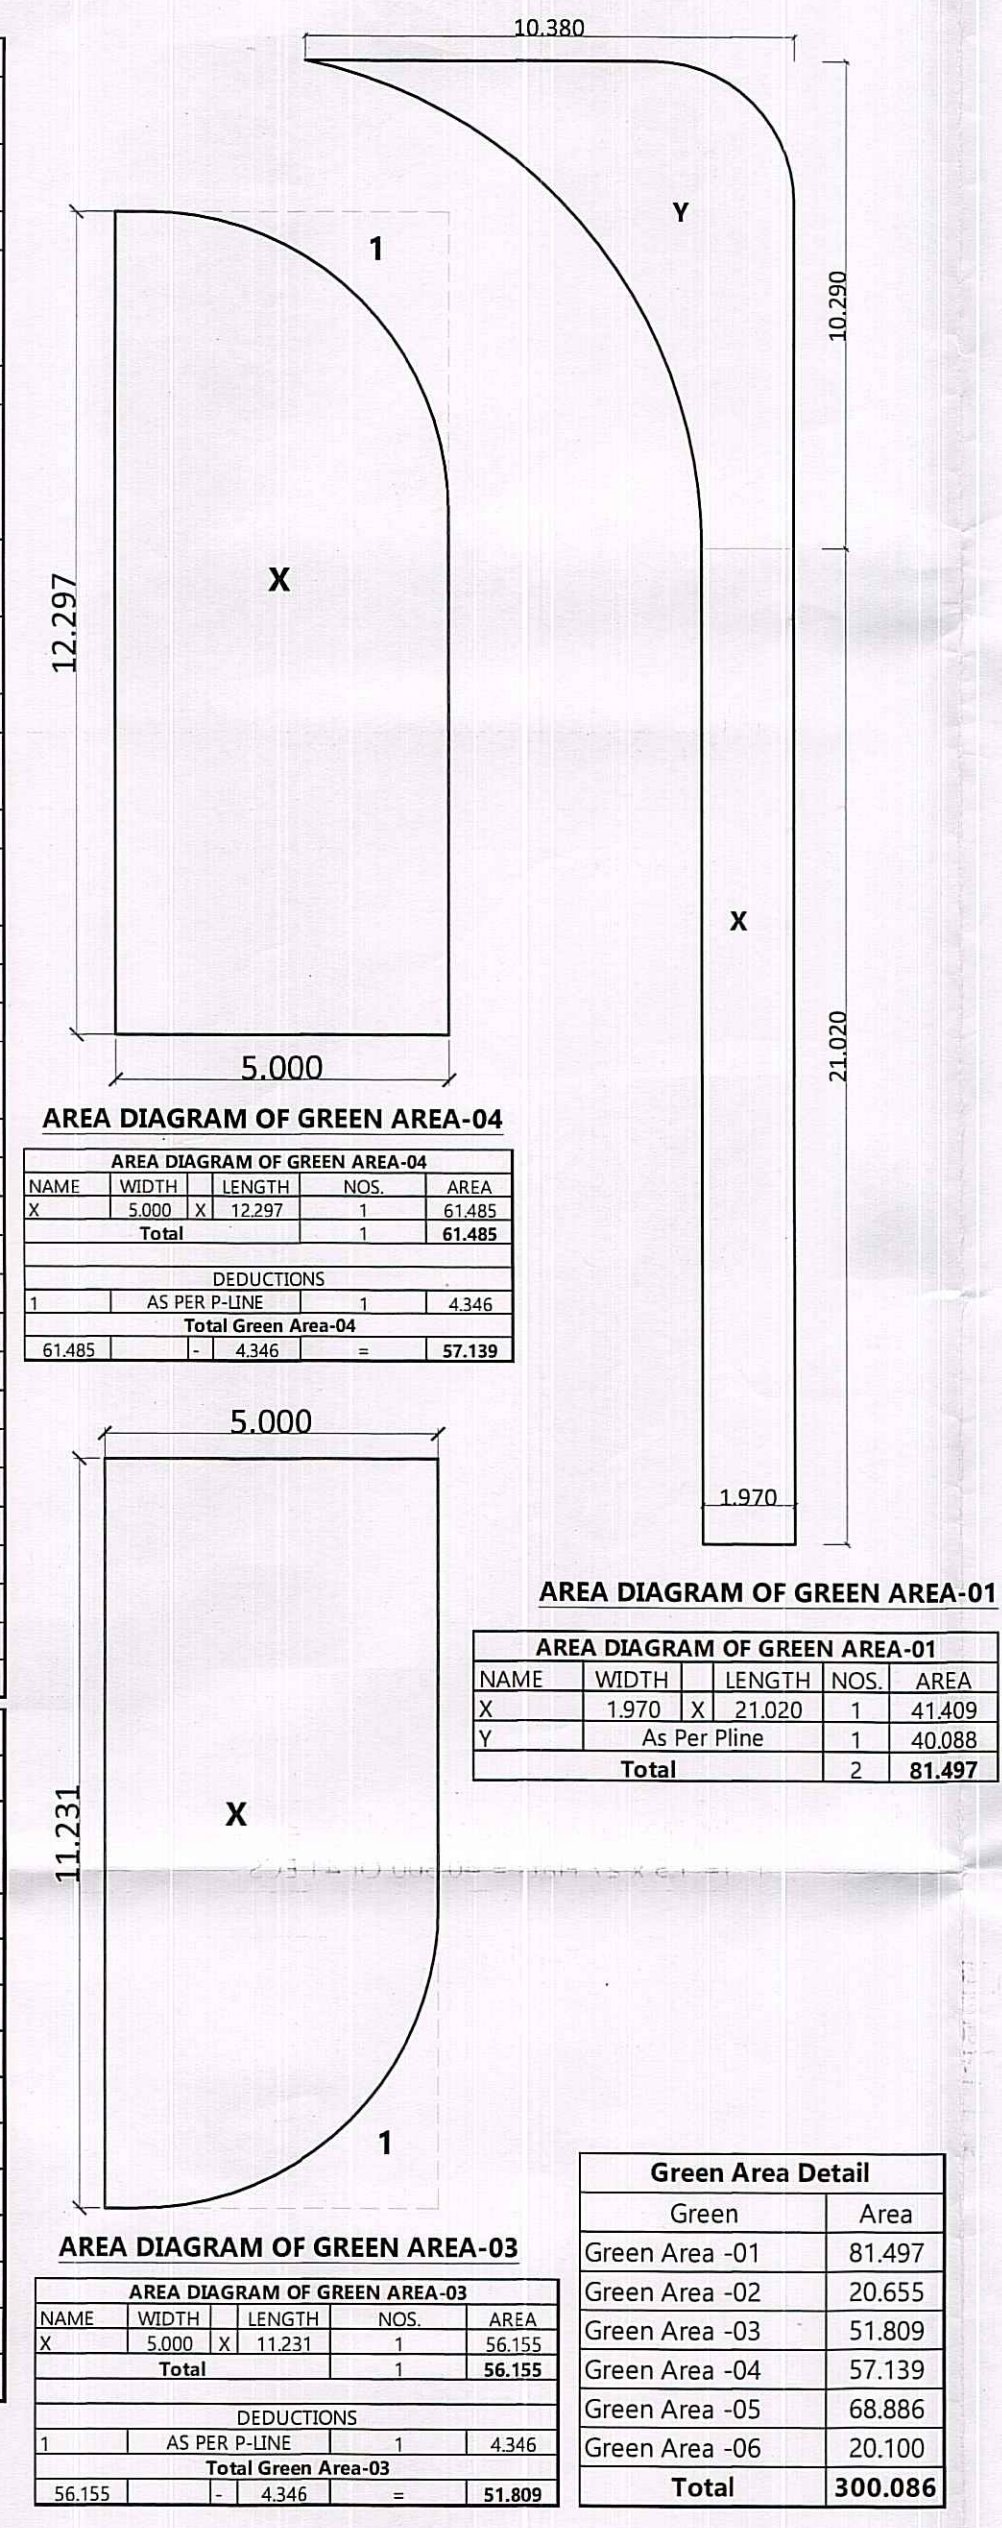 10.380
Y
10.290
1
X
12.297
5.000
AREA DIAGRAM OF GREEN AREA-04
AREA DIAGRAM OF GREEN AREA-04
NAME WIDTH LENGTH NOS. AREA
X 5.000 X 12.297 1 61.485
Total 1 61.485
DEDUCTIONS
1 AS PER P-LINE 1 4.346
Total Green Area-04
61.485 - 4.346 = 57.139
X
21.020
1.970
AREA DIAGRAM OF GREEN AREA-01
AREA DIAGRAM OF GREEN AREA-01
NAME WIDTH LENGTH NOS. AREA
X 1.970 X 21.020 1 41.409
Y As Per Pline 1 40.088
Total 2 81.497
5.000
X
11.231
1
AREA DIAGRAM OF GREEN AREA-03
AREA DIAGRAM OF GREEN AREA-03
NAME WIDTH LENGTH NOS. AREA
X 5.000 X 11.231 1 56.155
Total 1 56.155
DEDUCTIONS
1 AS PER P-LINE 1 4.346
Total Green Area-03
56.155 - 4.346 = 51.809
Green Area Detail
Green Area
Green Area -01 81.497
Green Area -02 20.655
Green Area -03 51.809
Green Area -04 57.139
Green Area -05 68.886
Green Area -06 20.100
Total 300.086